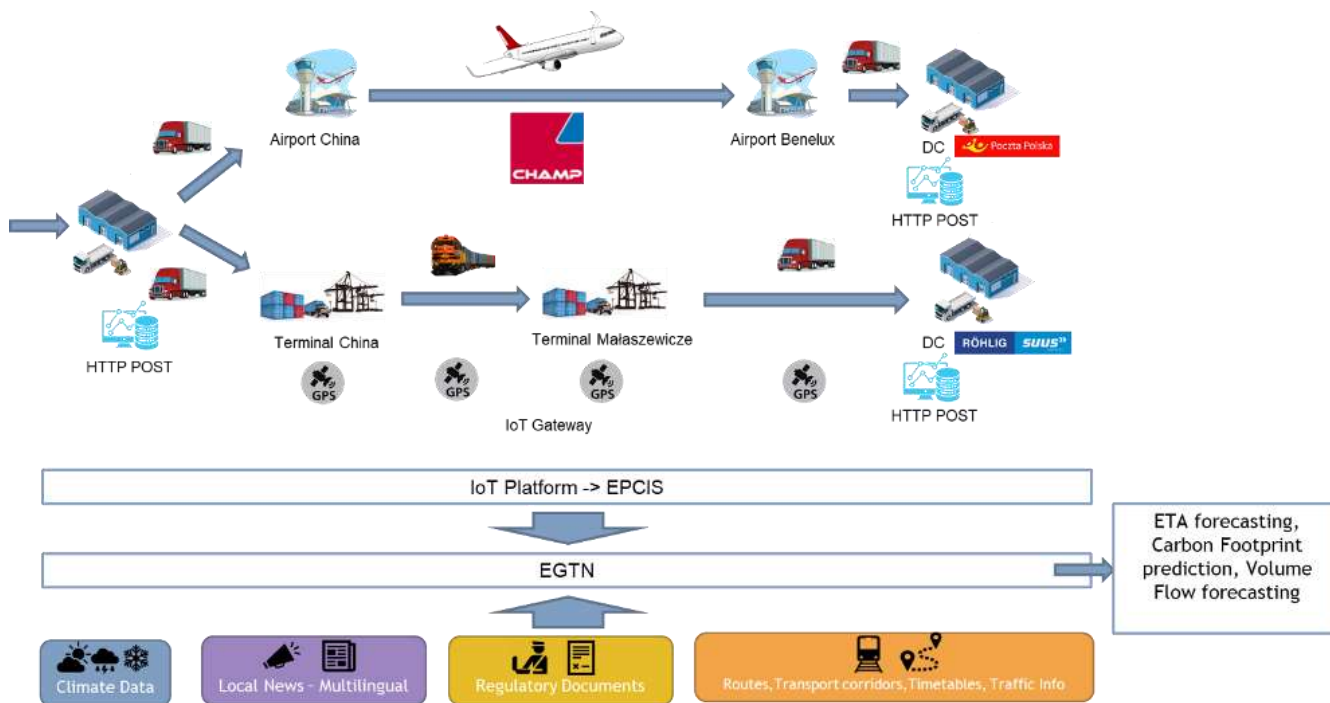 Airport China
CHAMP
Airport Benelux
DC
Poczta Polska
HTTP POST
HTTP POST
Terminal China
Terminal Małaszewicze
DC
RÖHLIG SUUS
HTTP POST
GPS
GPS
GPS
GPS
IoT Gateway
IoT Platform -> EPCIS
EGTN
ETA forecasting,
Carbon Footprint
prediction, Volume
Flow forecasting
Climate Data
Local News – Multilingual
Regulatory Documents
Routes, Transport corridors, Timetables, Traffic Info